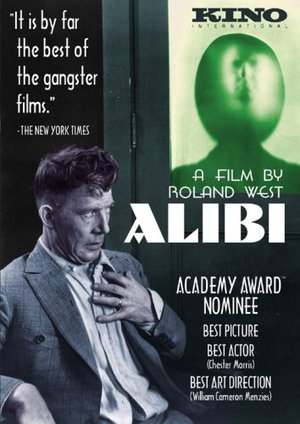 "It is by far
the best of
the gangster
films."
-THE NEW YORK TIMES
KINO
INTERNATIONAL
A FILM BY
ROLAND WEST
ALIBI
ACADEMY AWARD™
NOMINEE
BEST PICTURE
BEST ACTOR
(Chester Morris)
BEST ART DIRECTION
(William Cameron Menzies)